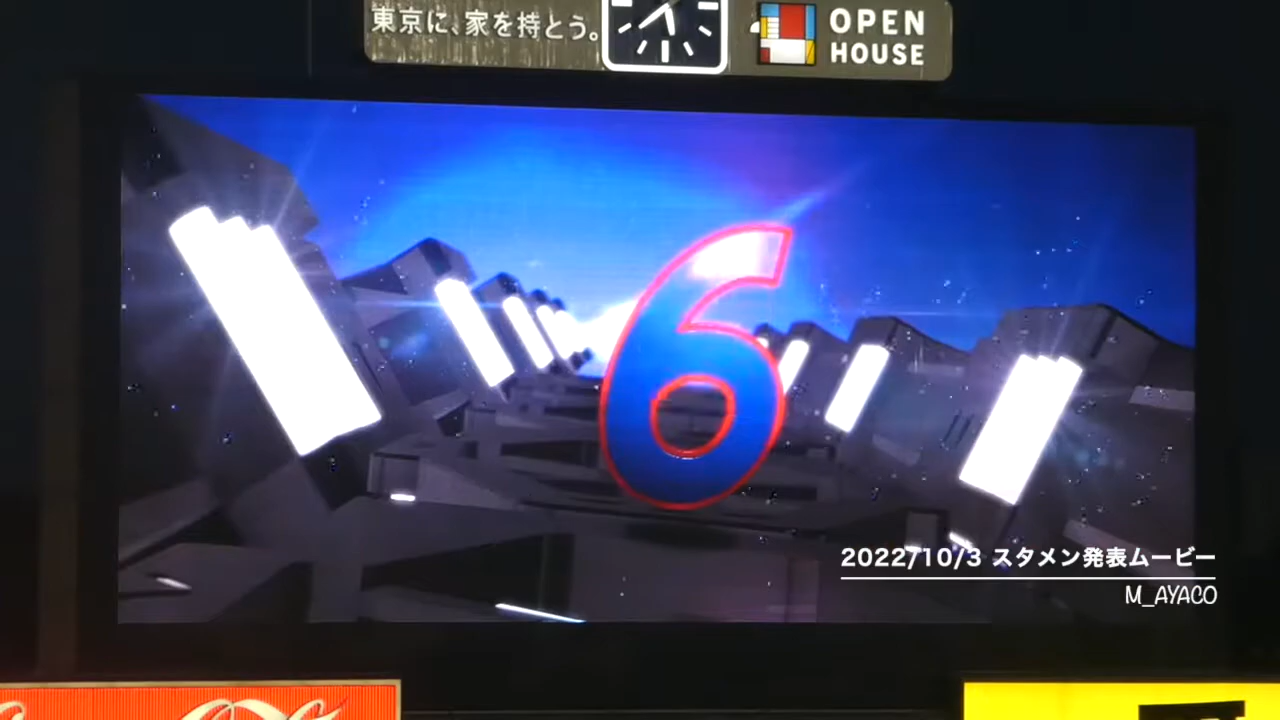 東京に、家を持とう。
OPEN
HOUSE
6
2022/10/3 スタメン発表ムービー
M_AYACO